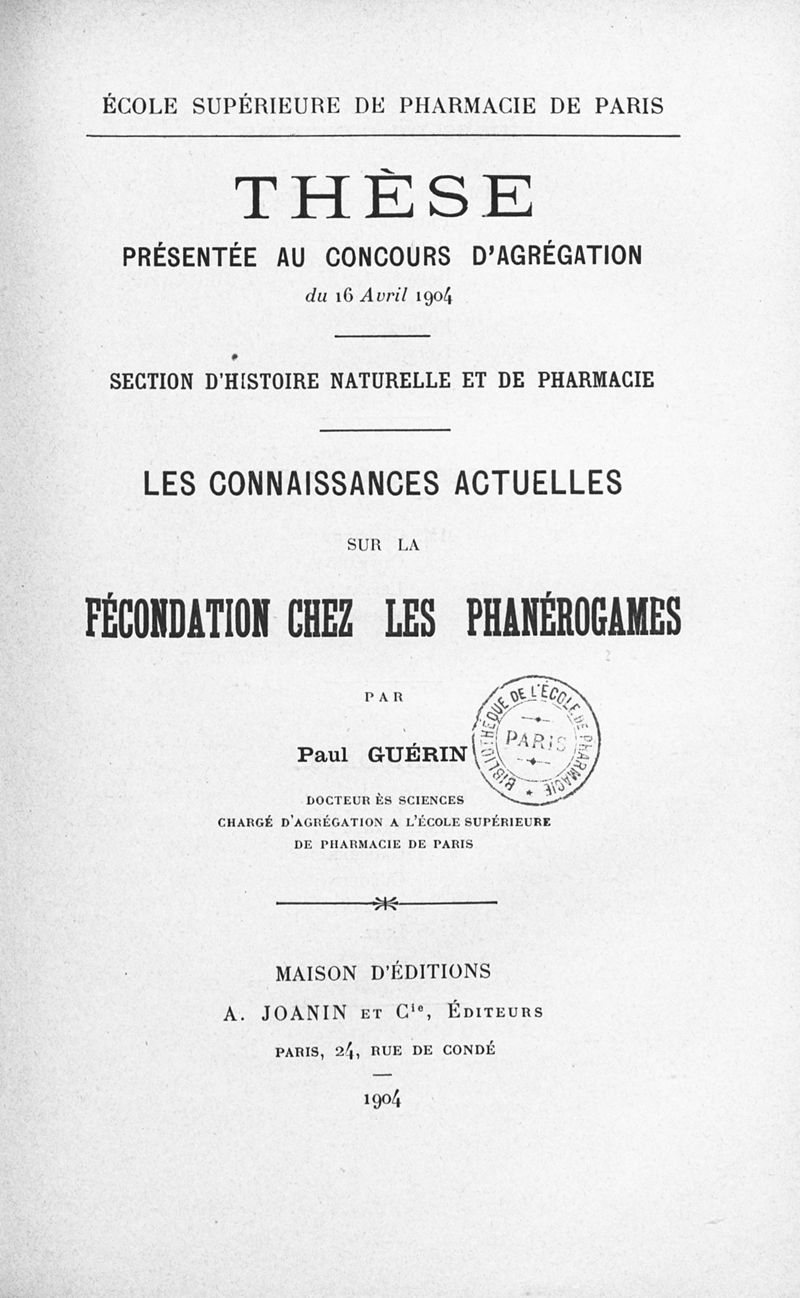 ÉCOLE SUPÉRIEURE DE PHARMACIE DE PARIS
THÈSE
PRÉSENTÉE AU CONCOURS D'AGRÉGATION
du 16 Avril 1904
SECTION D'HISTOIRE NATURELLE ET DE PHARMACIE
LES CONNAISSANCES ACTUELLES
SUR LA
FÉCONDATION CHEZ LES PHANÉROGAMES
PAR
Paul GUÉRIN
BIBLIOTHÈQUE DE L'ÉCOLE DE PHARMACIE
PARIS
DOCTEUR ÈS SCIENCES
CHARGÉ D'AGRÉGATION A L'ÉCOLE SUPÉRIEURE
DE PHARMACIE DE PARIS
MAISON D'ÉDITIONS
A. JOANIN ET Cie, ÉDITEURS
PARIS, 24, RUE DE CONDÉ
1904